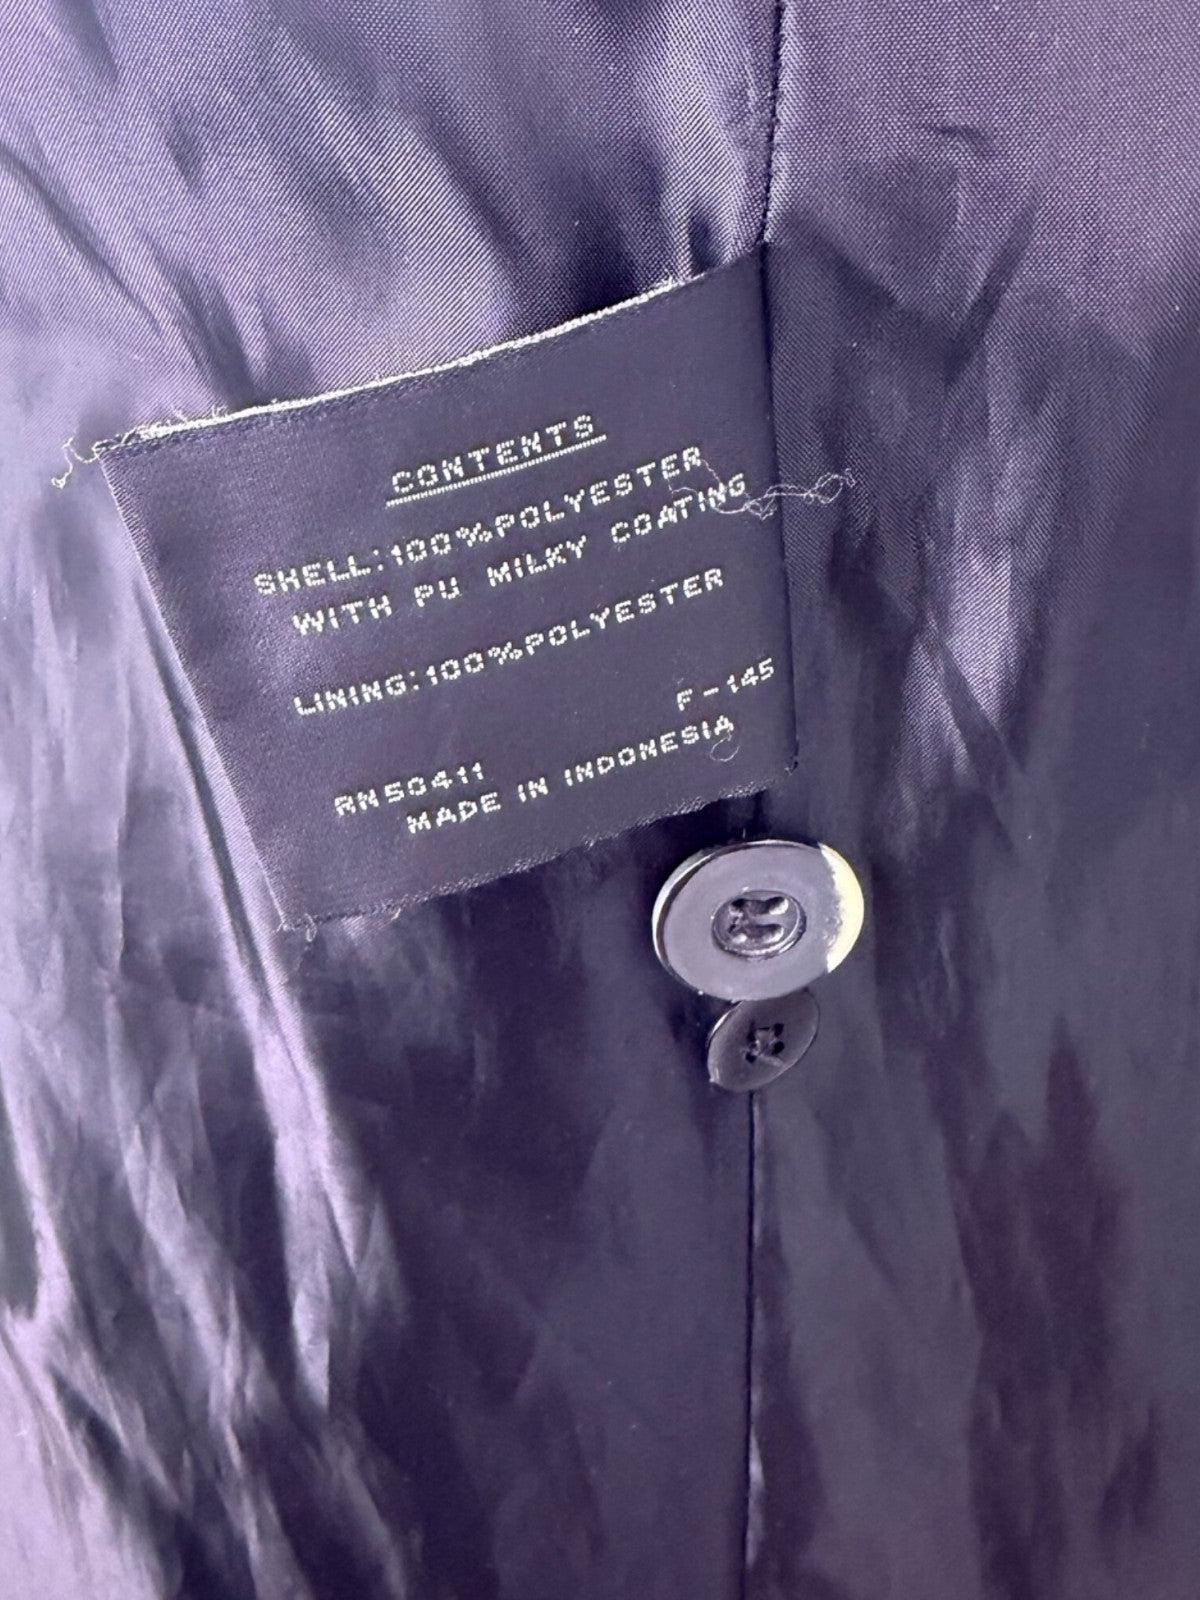 CONTENTS
SHELL:100%POLYESTER
WITH PU MILKY COATING
LINING:100%POLYESTER
F-145
RN50411
MADE IN INDONESIA